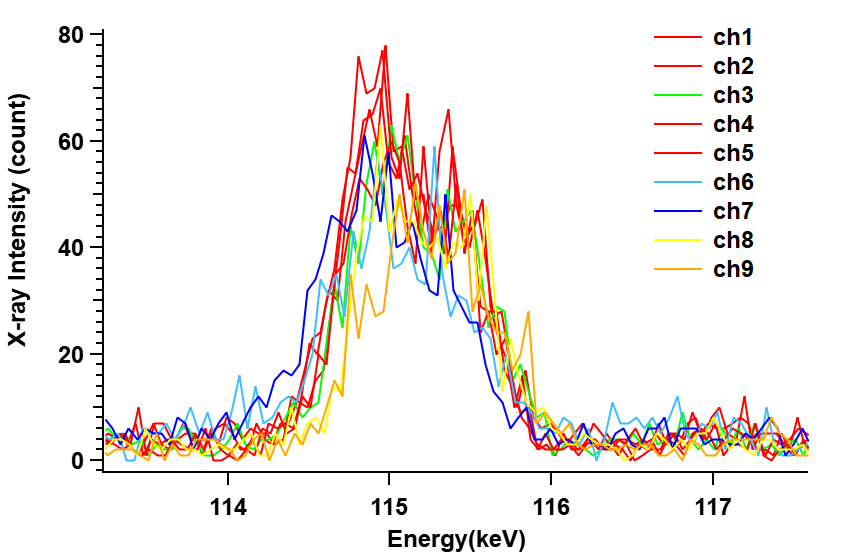 80
60
40
20
0
X-ray Intensity (count)
114
115
116
117
Energy(keV)
ch1
ch2
ch3
ch4
ch5
ch6
ch7
ch8
ch9